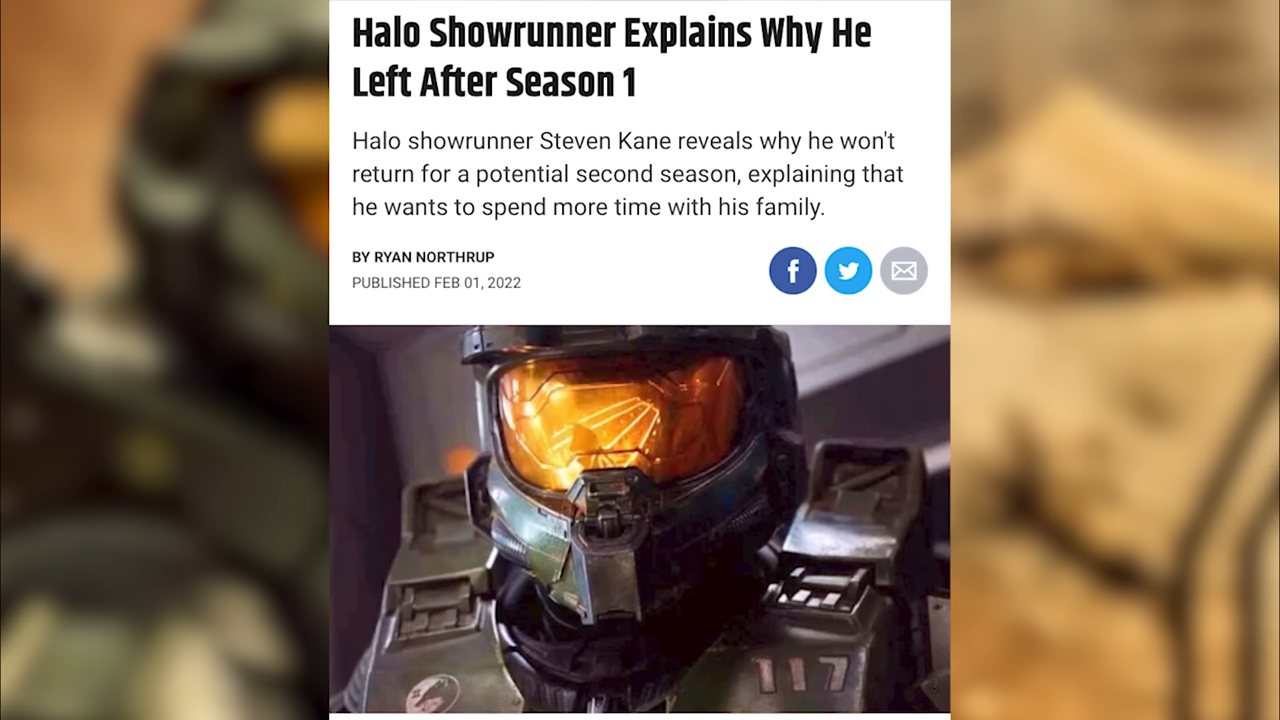 Halo Showrunner Explains Why He
Left After Season 1
Halo showrunner Steven Kane reveals why he won't
return for a potential second season, explaining that
he wants to spend more time with his family.
BY RYAN NORTHRUP
PUBLISHED FEB 01, 2022
117